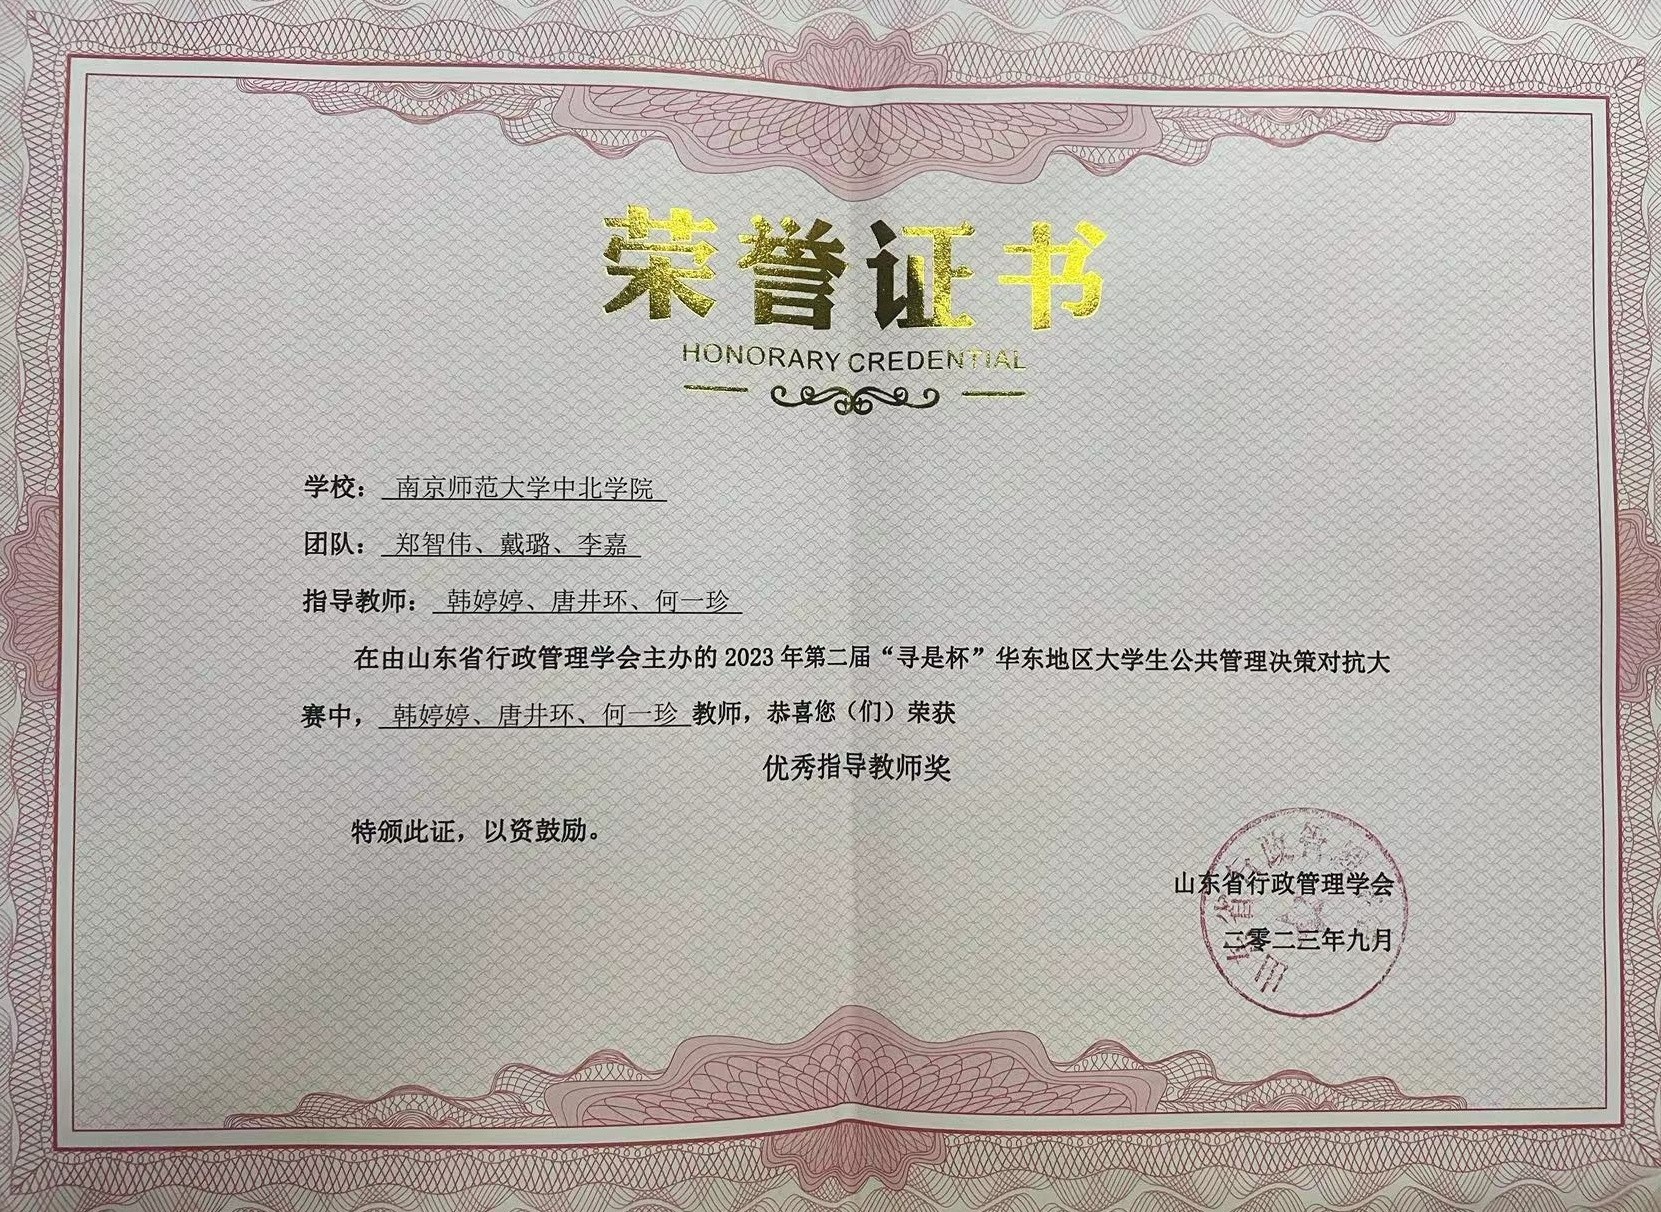 荣誉证书
HONORARY CREDENTIAL
学校：南京师范大学中北学院
团队：郑智伟、戴璐、李嘉
指导教师：韩婷婷、唐井环、何一珍
在由山东省行政管理学会主办的2023年第二届“寻是杯”华东地区大学生公共管理决策对抗大
赛中，韩婷婷、唐井环、何一珍 教师，恭喜您（们）荣获
优秀指导教师奖
特颁此证，以资鼓励。
山东省行政管理学会
二零二三年九月